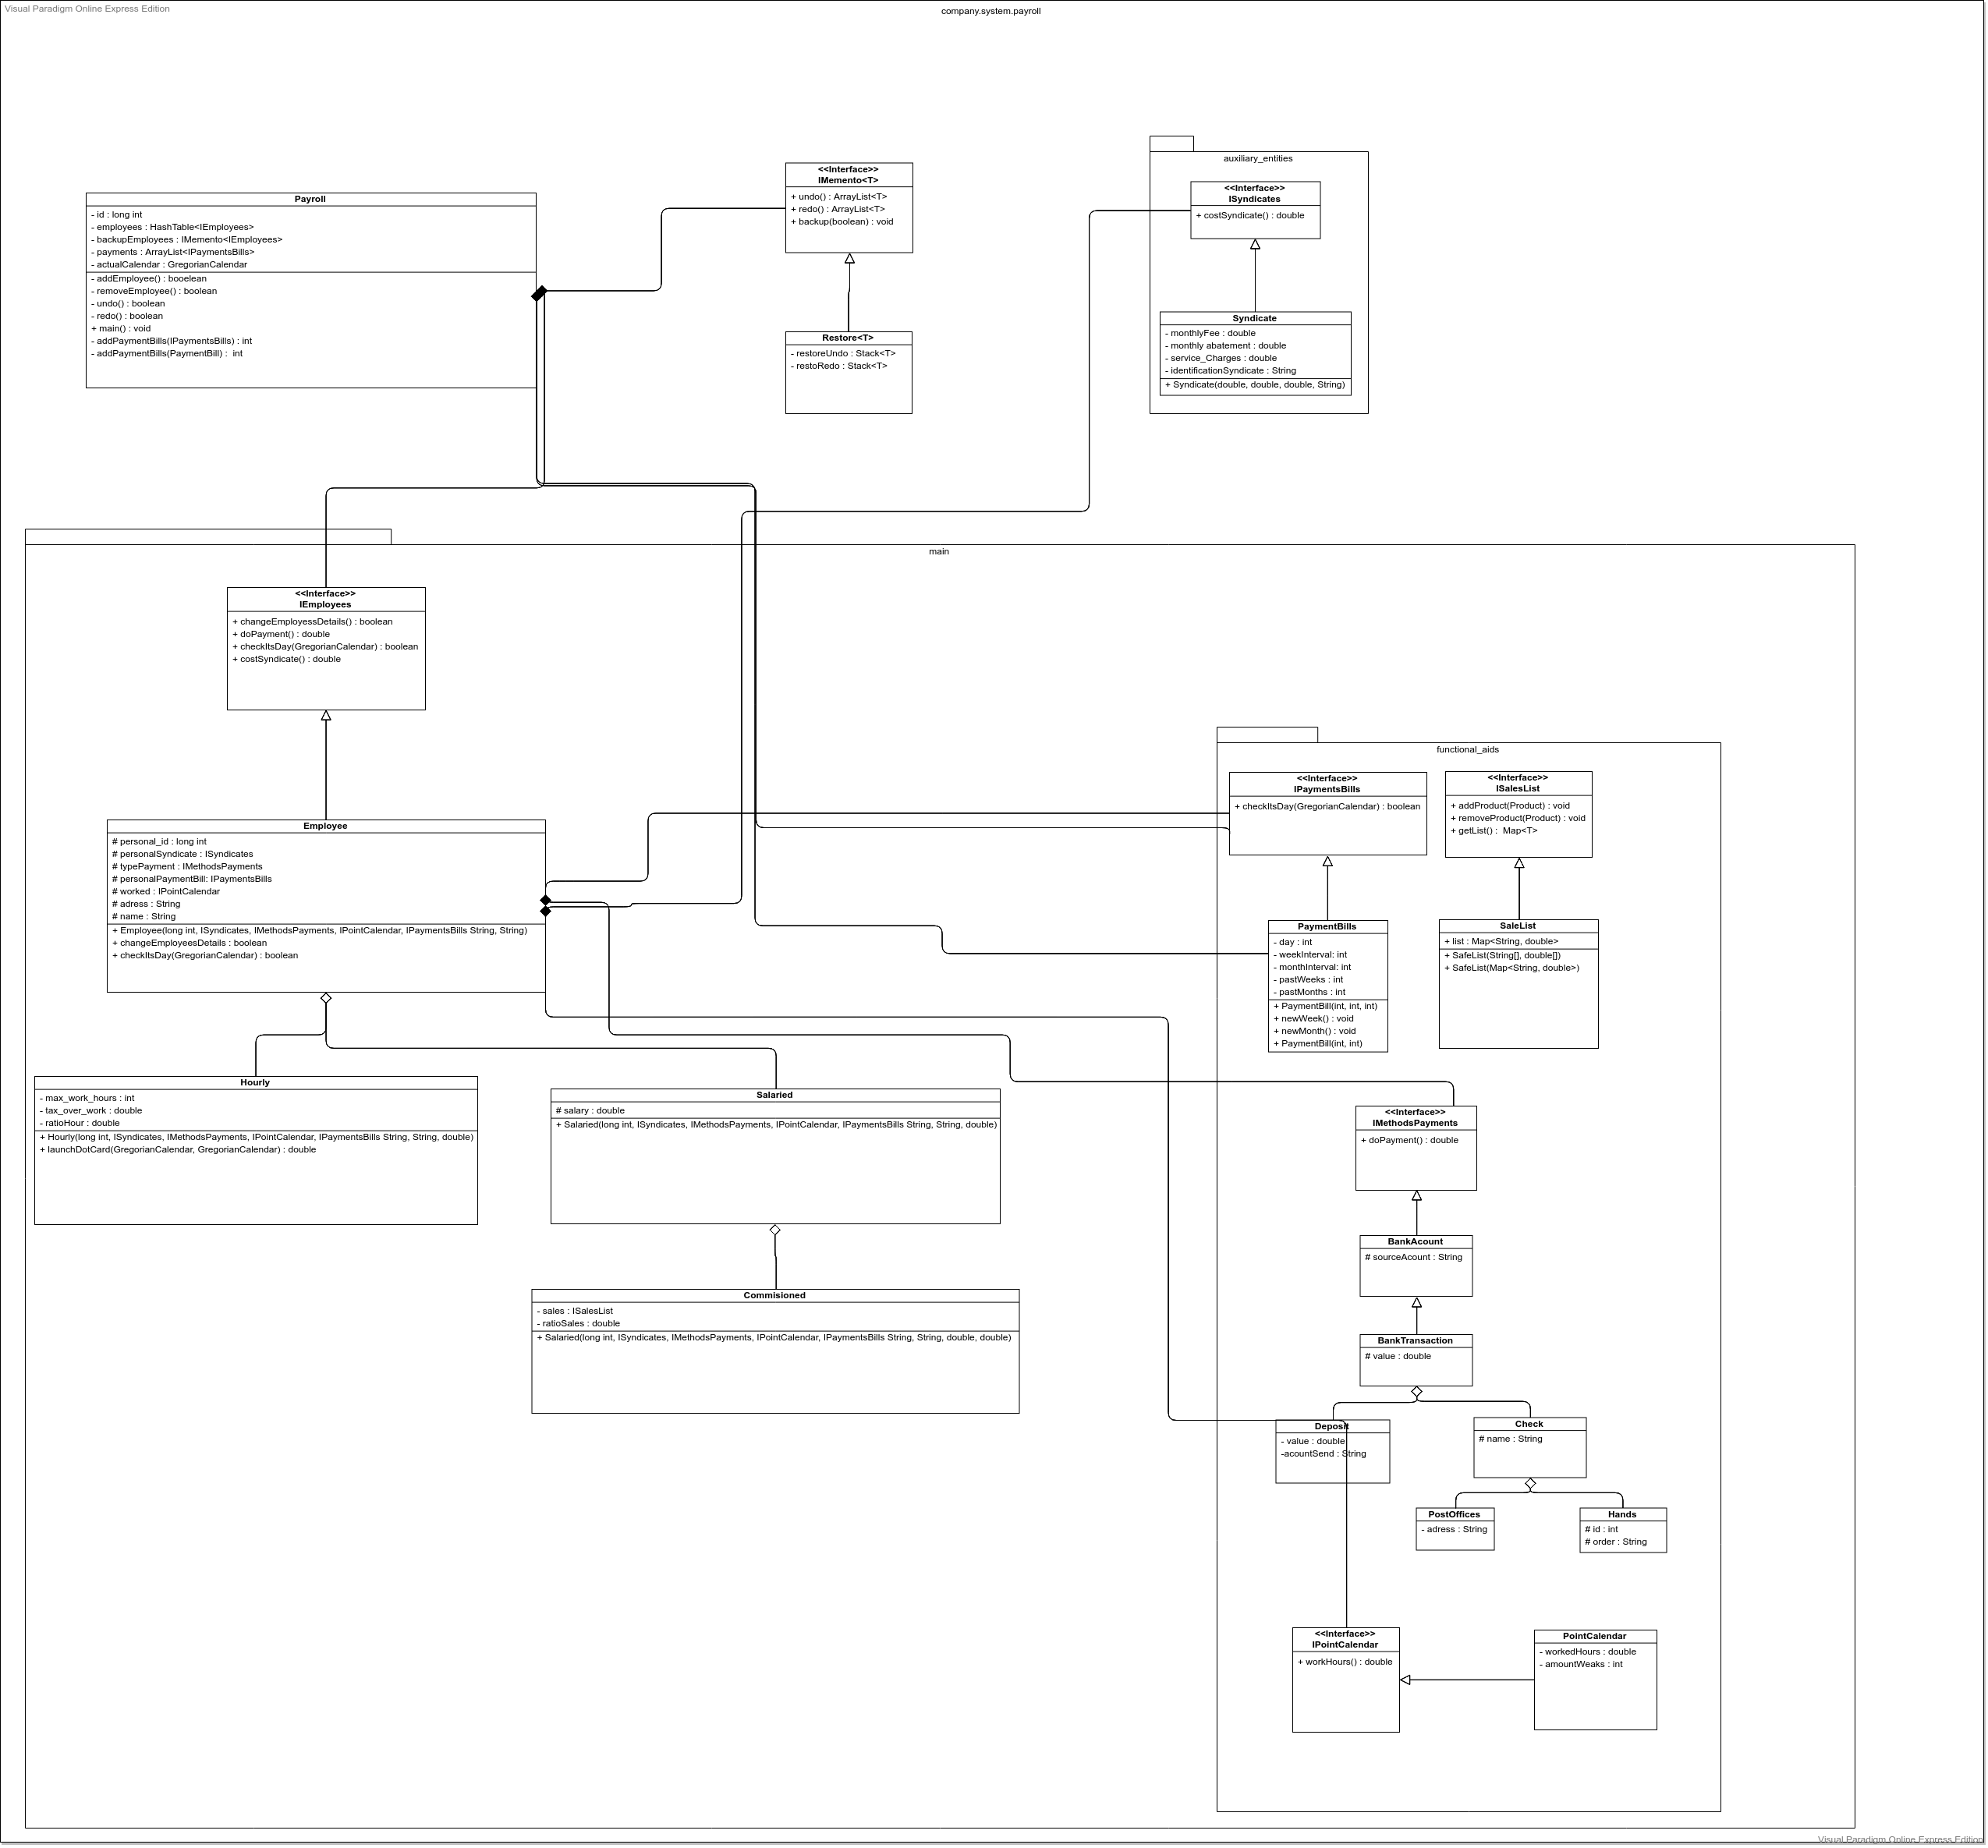 Visual Paradigm Online Express Edition
company.system.payroll
Payroll
- id : long int
- employees : HashTable<IEmployees>
- backupEmployees : IMemento<IEmployees>
- payments : ArrayList<IPaymentsBills>
- actualCalendar : GregorianCalendar
- addEmployee() : booelean
- removeEmployee() : boolean
- undo() : boolean
- redo() : boolean
+ main() : void
- addPaymentBills(IPaymentsBills) : int
- addPaymentBills(PaymentBill) : int
<<Interface>>
IMemento<T>
+ undo() : ArrayList<T>
+ redo() : ArrayList<T>
+ backup(boolean) : void
Restore<T>
- restoreUndo : Stack<T>
- restoRedo : Stack<T>
auxiliary_entities
<<Interface>>
ISyndicates
+ costSyndicate() : double
Syndicate
- monthlyFee : double
- monthly abatement : double
- service_Charges : double
- identificationSyndicate : String
+ Syndicate(double, double, double, String)
main
<<Interface>>
IEmployees
+ changeEmployessDetails() : boolean
+ doPayment() : double
+ checkItsDay(GregorianCalendar) : boolean
+ costSyndicate() : double
Employee
# personal_id : long int
# personalSyndicate : ISyndicates
# typePayment : IMethodsPayments
# personalPaymentBill: IPaymentsBills
# worked : IPointCalendar
# adress : String
# name : String
+ Employee(long int, ISyndicates, IMethodsPayments, IPointCalendar, IPaymentsBills String, String)
+ changeEmployeesDetails : boolean
+ checkItsDay(GregorianCalendar) : boolean
Hourly
- max_work_hours : int
- tax_over_work : double
- ratioHour : double
+ Hourly(long int, ISyndicates, IMethodsPayments, IPointCalendar, IPaymentsBills String, String, double)
+ launchDotCard(GregorianCalendar, GregorianCalendar) : double
Salaried
# salary : double
+ Salaried(long int, ISyndicates, IMethodsPayments, IPointCalendar, IPaymentsBills String, String, double)
Commisioned
- sales : ISalesList
- ratioSales : double
+ Salaried(long int, ISyndicates, IMethodsPayments, IPointCalendar, IPaymentsBills String, String, double, double)
functional_aids
<<Interface>>
IPaymentsBills
+ checkItsDay(GregorianCalendar) : boolean
<<Interface>>
ISalesList
+ addProduct(Product) : void
+ removeProduct(Product) : void
+ getList() : Map<T>
PaymentBills
- day : int
- weekInterval: int
- monthInterval: int
- pastWeeks : int
- pastMonths : int
+ PaymentBill(int, int, int)
+ newWeek() : void
+ newMonth() : void
+ PaymentBill(int, int)
SaleList
+ list : Map<String, double>
+ SafeList(String[], double[])
+ SafeList(Map<String, double>)
<<Interface>>
IMethodsPayments
+ doPayment() : double
BankAcount
# sourceAcount : String
BankTransaction
# value : double
Deposit
- value : double
-acountSend : String
Check
# name : String
PostOffices
- adress : String
Hands
# id : int
# order : String
<<Interface>>
IPointCalendar
+ workHours() : double
PointCalendar
- workedHours : double
- amountWeaks : int
Visual Paradigm Online Express Edition